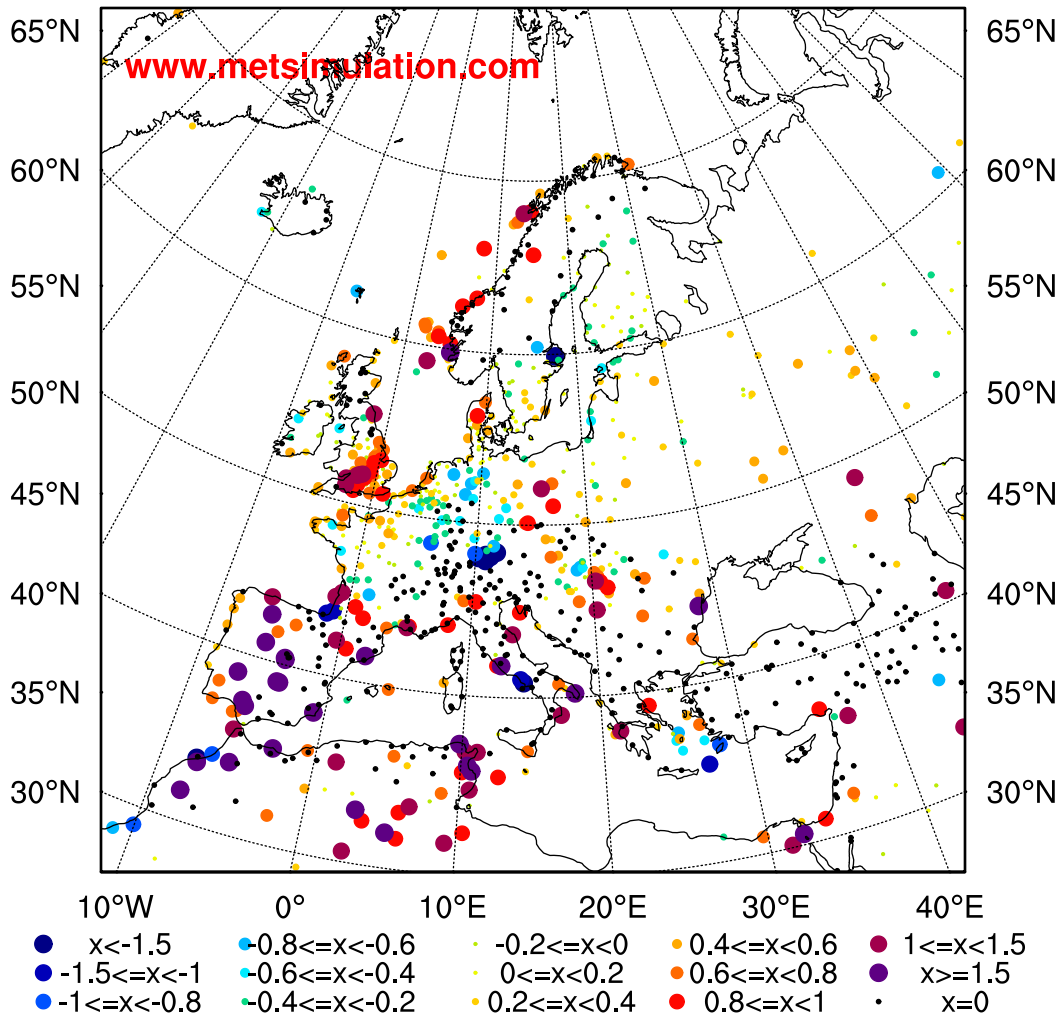 www.metsimulation.com
65°N 65°N
60°N 60°N
55°N 55°N
50°N 50°N
45°N 45°N
40°N 40°N
35°N 35°N
30°N 30°N
10°W 0° 10°E 20°E 30°E 40°E
x<-1.5 -0.8<=x<-0.6 -0.2<=x<0 0.4<=x<0.6 1<=x<1.5
-1.5<=x<-1 -0.6<=x<-0.4 0<=x<0.2 0.6<=x<0.8 x>=1.5
-1<=x<-0.8 -0.4<=x<-0.2 0.2<=x<0.4 0.8<=x<1 x=0